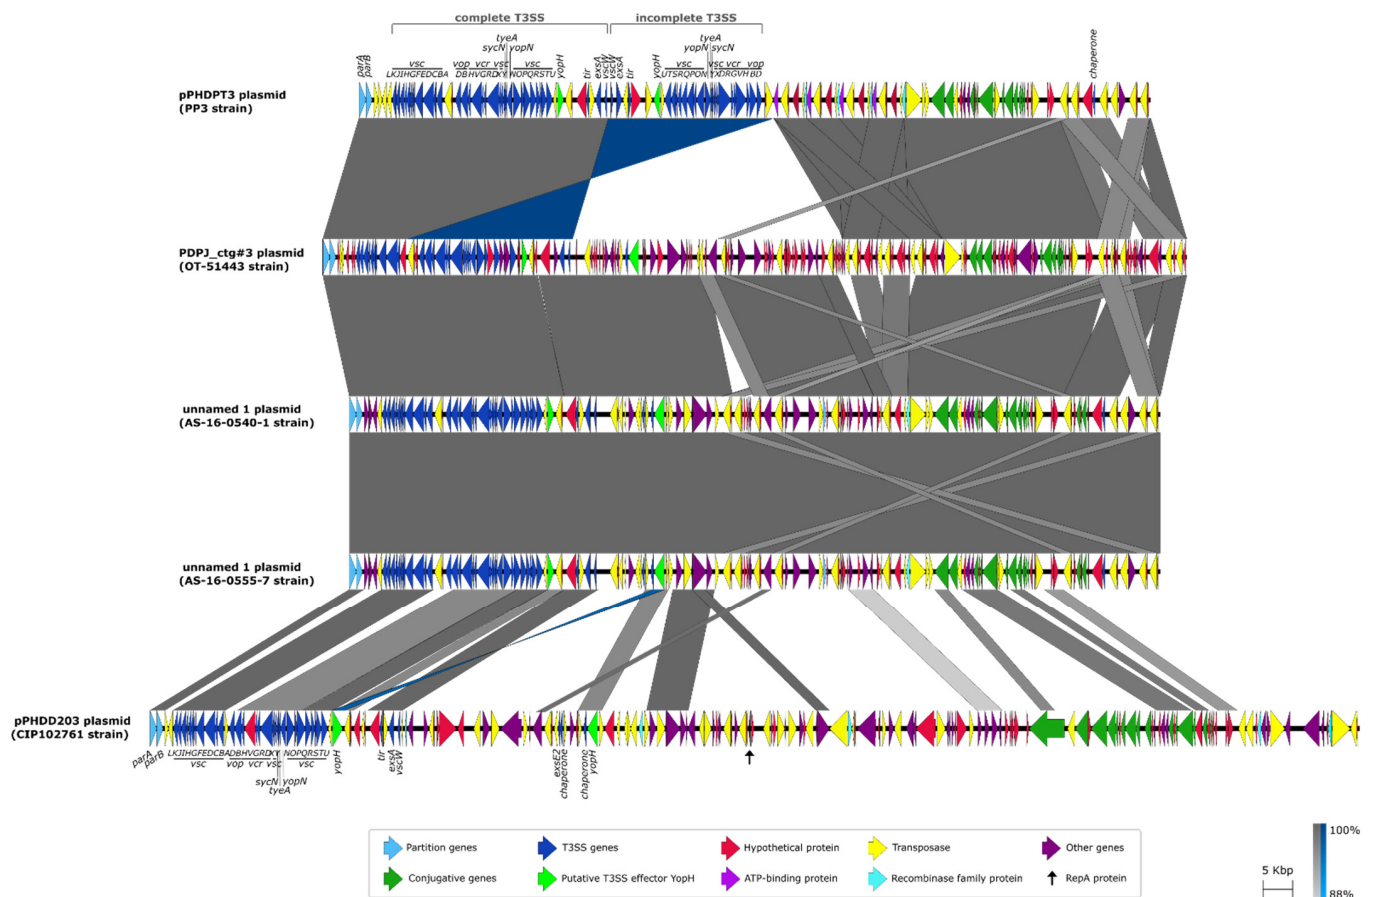 complete T3SS
incomplete T3SS
tyeA
sycN yopN
tyeA
yopN sycN
parA
parB
vsc
vop vcr vsc
vsc
yopH
tir
exsA
vscW
vscW
exsA
tir
yopH
vsc
vsc vcr vop
chaperone
LKJIHGFEDCBA
DBHVGRDXY
NOPQRSTU
UTSRQPON
YXDRGVH BD
pPHDPT3 plasmid
(PP3 strain)
PDPJ_ctg#3 plasmid
(OT-51443 strain)
unnamed 1 plasmid
(AS-16-0540-1 strain)
unnamed 1 plasmid
(AS-16-0555-7 strain)
pPHDD203 plasmid
(CIP102761 strain)
parA
parB
LKJIHGFEDCBADBHVGRDXY
NOPQRSTU
vsc
vop vcr vsc
vsc
sycN yopN
tyeA
yopH
tir
exsA
vscW
exsE2
chaperone
chaperone
yopH
Partition genes
T3SS genes
Hypothetical protein
Transposase
Other genes
Conjugative genes
Putative T3SS effector YopH
ATP-binding protein
Recombinase family protein
RepA protein
5 Kbp
100%
88%